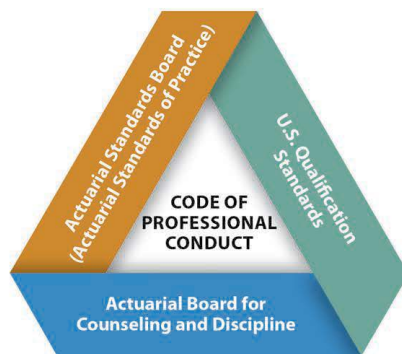 Actuarial Standards Board
(Actuarial Standards of Practice)
U.S. Qualification
Standards
CODE OF
PROFESSIONAL
CONDUCT
Actuarial Board for
Counseling and Discipline